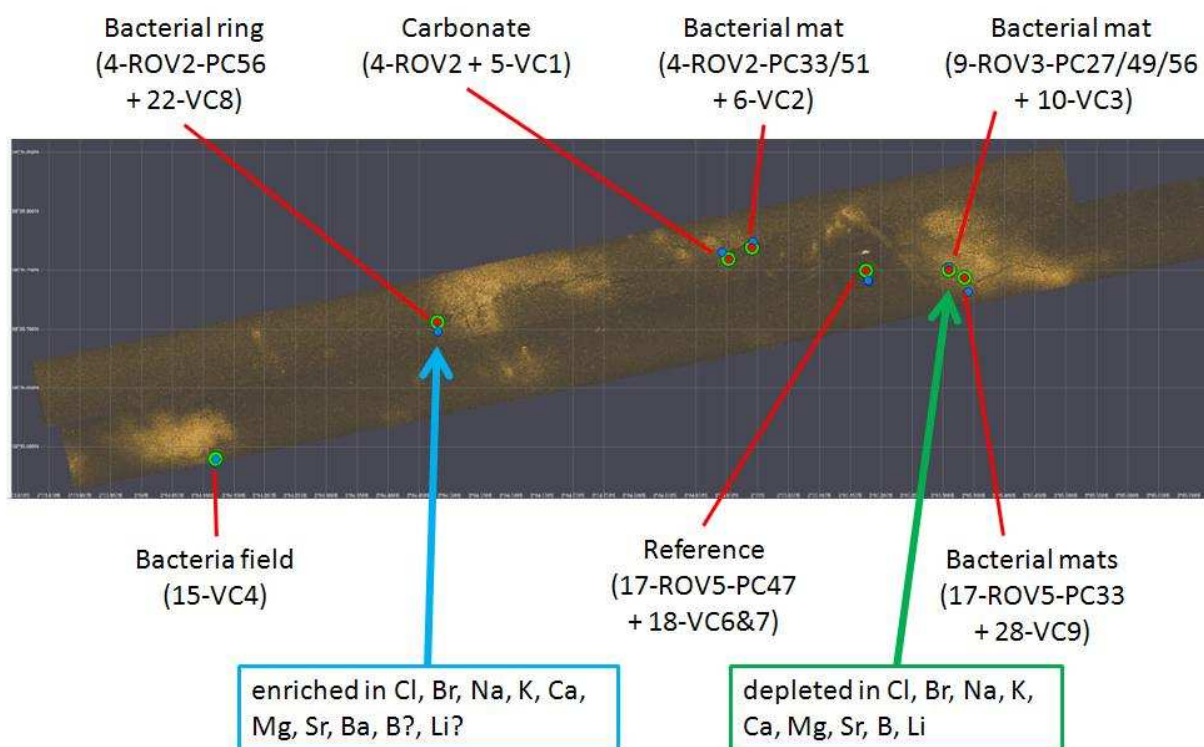 Bacterial ring
(4-ROV2-PC56
+ 22-VC8)
Carbonate
(4-ROV2 + 5-VC1)
Bacterial mat
(4-ROV2-PC33/51
+ 6-VC2)
Bacterial mat
(9-ROV3-PC27/49/56
+ 10-VC3)
Bacteria field
(15-VC4)
Reference
(17-ROV5-PC47
+ 18-VC6&7)
Bacterial mats
(17-ROV5-PC33
+ 28-VC9)
enriched in Cl, Br, Na, K, Ca,
Mg, Sr, Ba, B?, Li?
depleted in Cl, Br, Na, K,
Ca, Mg, Sr, B, Li